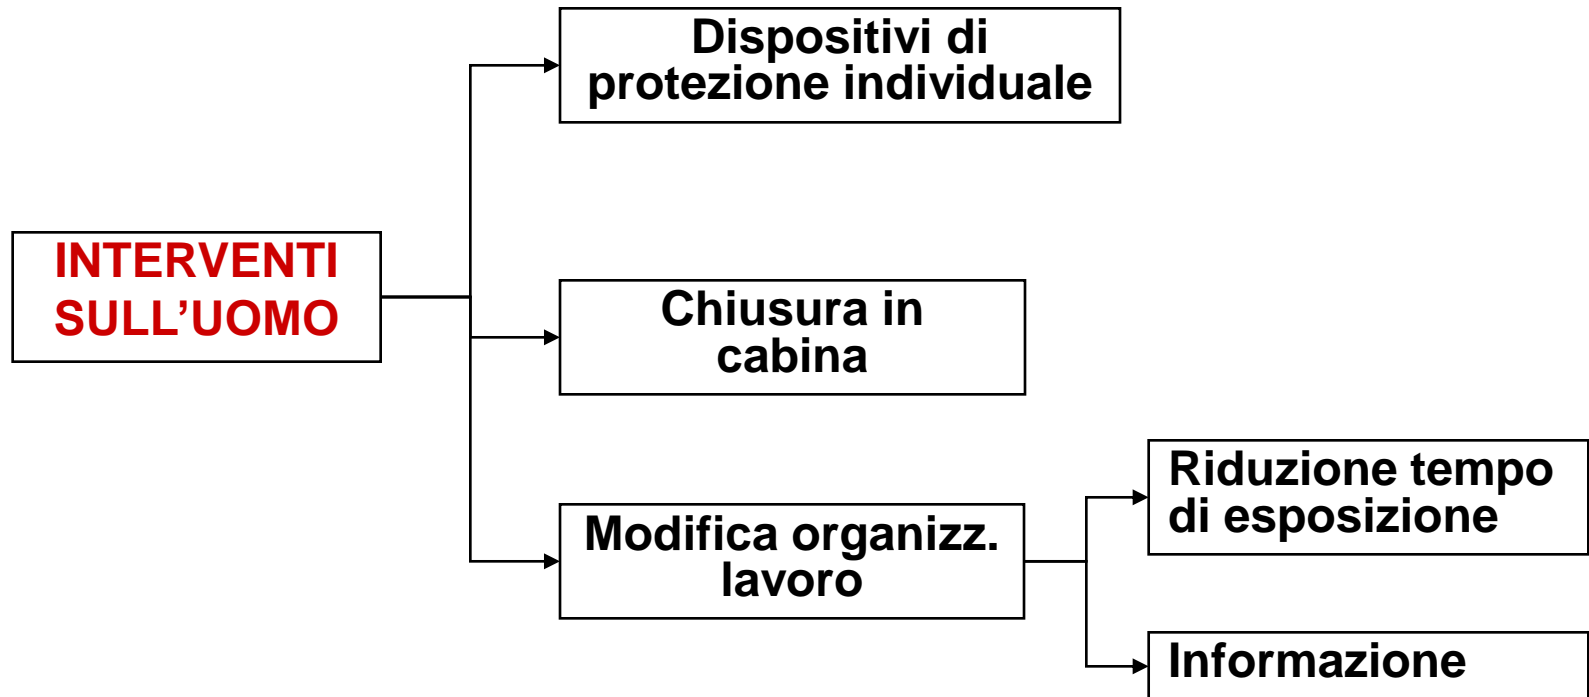 Dispositivi di
protezione individuale
INTERVENTI
SULL’UOMO
Chiusura in
cabina
Modifica organizz.
lavoro
Riduzione tempo
di esposizione
Informazione